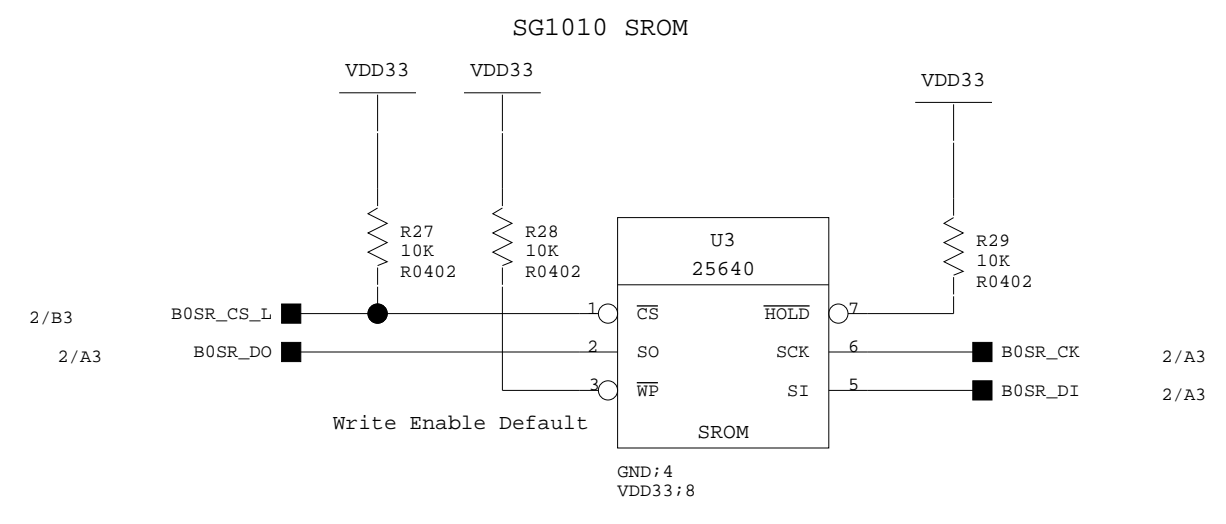 SG1010 SROM
VDD33
VDD33
VDD33
R27
10K
R0402
R28
10K
R0402
U3
25640
R29
10K
R0402
2/B3
B0SR_CS_L
1
CS
HOLD
7
2/A3
B0SR_DO
2
SO
SCK
6
B0SR_CK
2/A3
3
WP
SI
5
B0SR_DI
2/A3
Write Enable Default
SROM
GND;4
VDD33;8